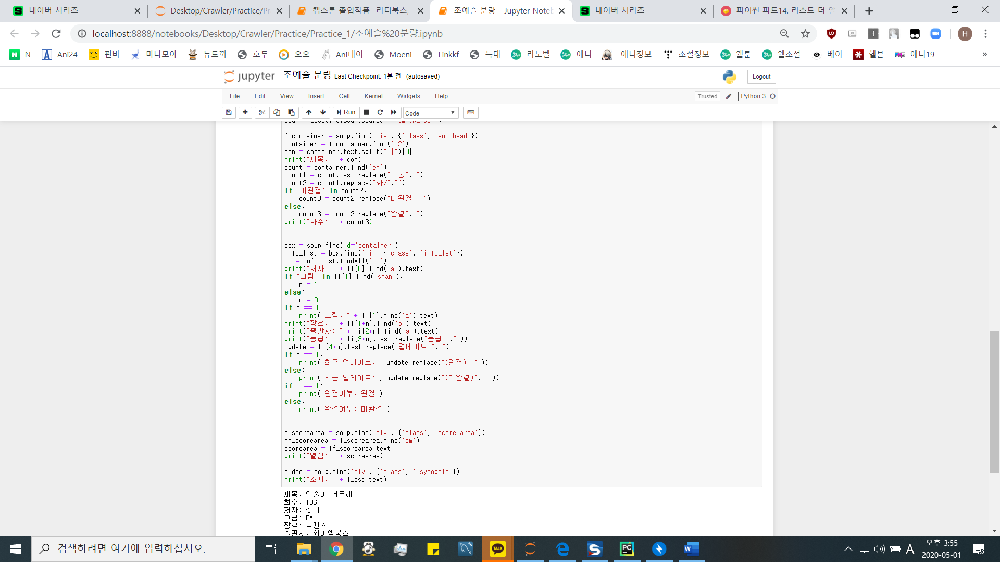 네이버 시리즈
Desktop/Crawler/Practice/Pr
캡스톤 졸업작품 -리디북스,
조예슬 분량 - Jupyter Noteb
네이버 시리즈
파이썬 파트14. 리스트 더 알
localhost:8888/notebooks/Desktop/Crawler/Practice/Practice_1/조예슬%20분량.ipynb
H
N Ani24 펀비 마나모아 뉴토끼 호두 오오 Ani데이 Moeni Linkkf 늑대 라노벨 애니 애니정보 소설정보 웹툰 웹소설 베이 헬븐 애니19 »
jupyter 조예슬 분량 Last Checkpoint: 1분 전 (autosaved)
Logout
File Edit View Insert Cell Kernel Widgets Help
Trusted Python 3
Run Code
soup = BeautifulSoup(source, 'html.parser')
f_container = soup.find('div', {'class', 'end_head'})
container = f_container.find('h2')
con = container.text.split(" [")[0]
print("제목: " + con)
count = container.find('em')
count1 = count.text.replace("- 총","")
count2 = count1.replace("화/","")
if '미완결' in count2:
    count3 = count2.replace("미완결","")
else:
    count3 = count2.replace("완결","")
print("화수: " + count3)
box = soup.find(id='container')
info_list = box.find('li', {'class', 'info_lst'})
li = info_list.findAll('li')
print("저자: " + li[0].find('a').text)
if "그림" in li[1].find('span'):
    n = 1
else:
    n = 0
if n == 1:
    print("그림: " + li[1].find('a').text)
print("장르: " + li[1+n].find('a').text)
print("출판사: " + li[2+n].find('a').text)
print("등급: " + li[3+n].text.replace("등급 ",""))
update = li[4+n].text.replace("업데이트 ","")
if n == 1:
    print("최근 업데이트:", update.replace("(완결)",""))
else:
    print("최근 업데이트:", update.replace("(미완결)", ""))
if n == 1:
    print("완결여부: 완결")
else:
    print("완결여부: 미완결")
f_scorearea = soup.find('div', {'class', 'score_area'})
ff_scorearea = f_scorearea.find('em')
scorearea = ff_scorearea.text
print("별점: " + scorearea)
f_dsc = soup.find('div', {'class', '_synopsis'})
print("소개: " + f_dsc.text)
제목: 입술이 너무해
화수: 106
저자: 갓녀
그림: RM
장르: 로맨스
출판사: 와이엠북스
검색하려면 여기에 입력하십시오.
TALK
S
PC
W
A
오후 3:55
2020-05-01